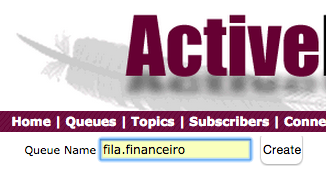 Active
Home | Queues | Topics | Subscribers | Conne
Queue Name fila.financeiro Create